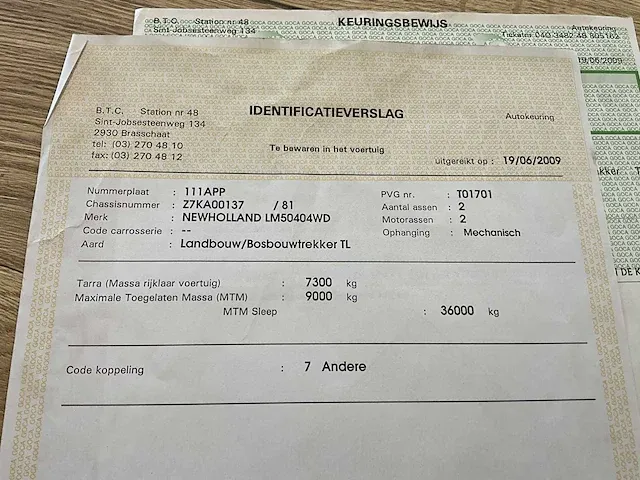 B.T.C. Station nr 48 KEURINGSBEWIJS Autokeuring
Sint-Jobsesteenweg 134
19/06/2009
B.T.C. Station nr 48 IDENTIFICATIEVERSLAG Autokeuring
Sint-Jobsesteenweg 134
2930 Brasschaat
tel: (03) 270 48 10 Te bewaren in het voertuig
fax: (03) 270 48 12 uitgereikt op : 19/06/2009
Nummerplaat : 111APP PVG nr. : T01701
Chassisnummer : Z7KA00137 / 81 Aantal assen : 2
Merk : NEWHOLLAND LM50404WD Motorassen : 2
Code carrosserie : -- Ophanging : Mechanisch
Aard : Landbouw/Bosbouwtrekker TL
Tarra (Massa rijklaar voertuig) : 7300 kg
Maximale Toegelaten Massa (MTM) : 9000 kg
MTM Sleep : 36000 kg
Code koppeling : 7 Andere